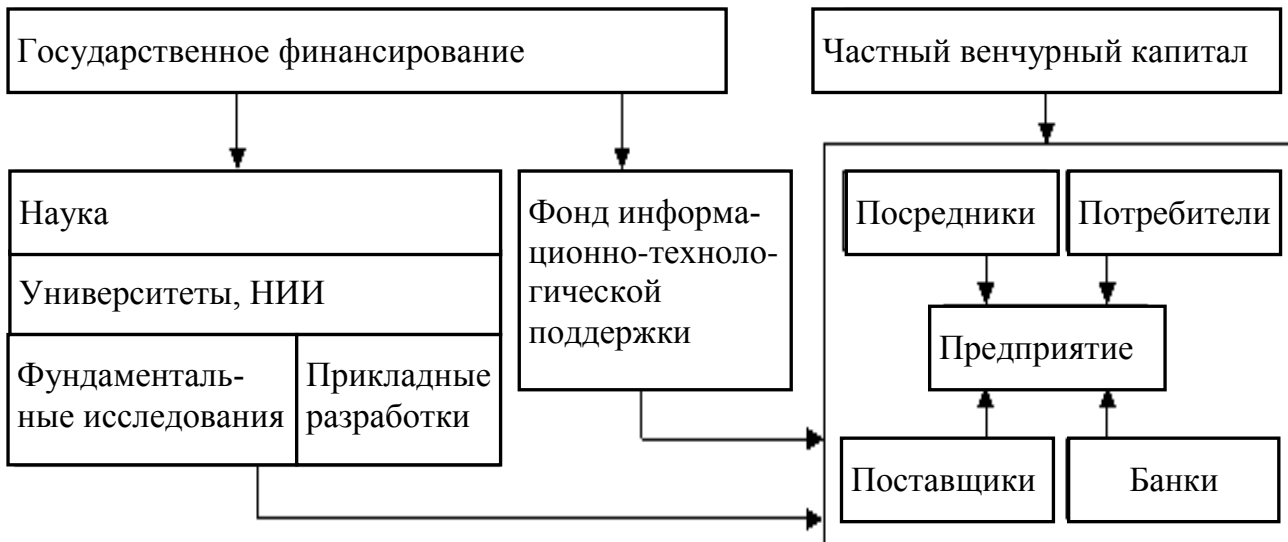 Государственное финансирование
Частный венчурный капитал
Наука
Университеты, НИИ
Фундаменталь-
ные исследования
Прикладные
разработки
Фонд информа-
ционно-техноло-
гической
поддержки
Посредники
Потребители
Предприятие
Поставщики
Банки